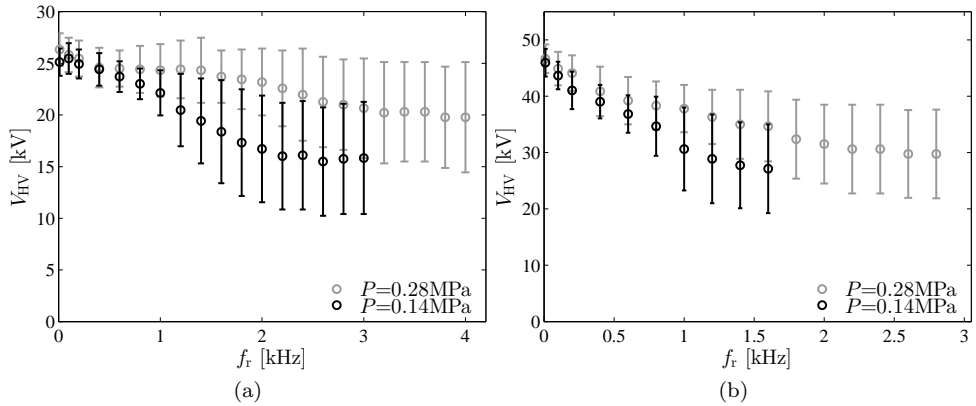 30
25
20
15
10
5
0
V_HV [kV]
P=0.28MPa
P=0.14MPa
0 1 2 3 4
f_r [kHz]
(a)
50
40
30
20
10
0
V_HV [kV]
P=0.28MPa
P=0.14MPa
0 0.5 1 1.5 2 2.5 3
f_r [kHz]
(b)